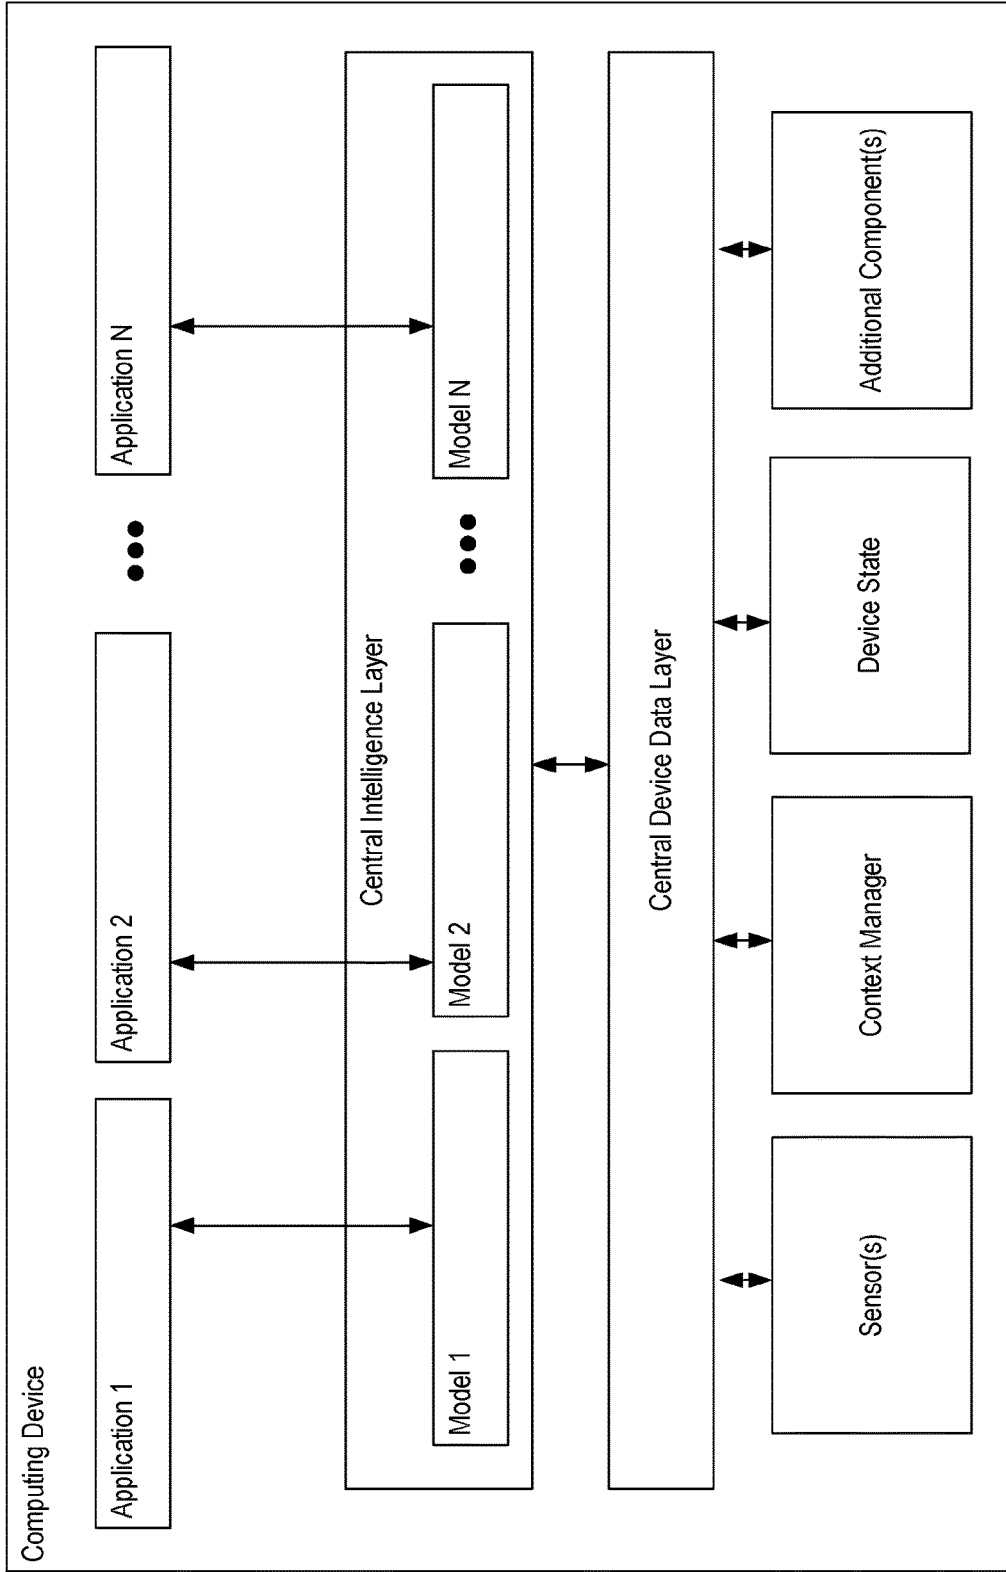 Computing Device
Application 1
Application 2
Application N
Central Intelligence Layer
Model 1
Model 2
Model N
Central Device Data Layer
Sensor(s)
Context Manager
Device State
Additional Component(s)